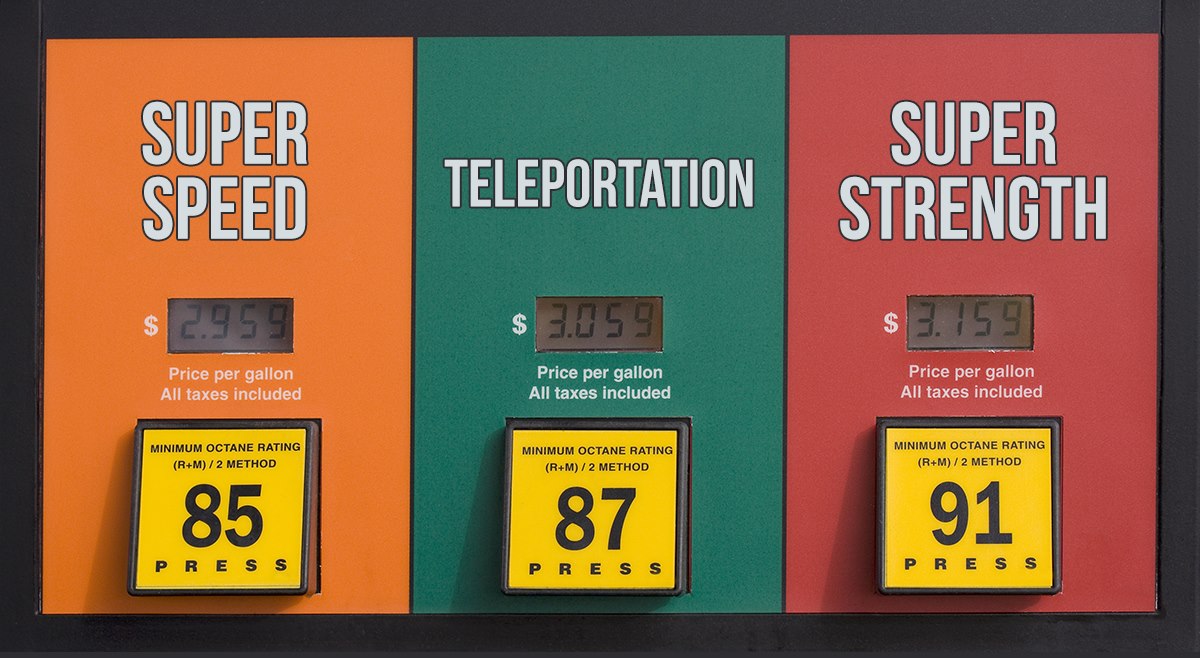 SUPER
SPEED
$ 2.959
Price per gallon
All taxes included
MINIMUM OCTANE RATING
(R+M) / 2 METHOD
85
PRESS
TELEPORTATION
$ 3.059
Price per gallon
All taxes included
MINIMUM OCTANE RATING
(R+M) / 2 METHOD
87
PRESS
SUPER
STRENGTH
$ 3.159
Price per gallon
All taxes included
MINIMUM OCTANE RATING
(R+M) / 2 METHOD
91
PRESS